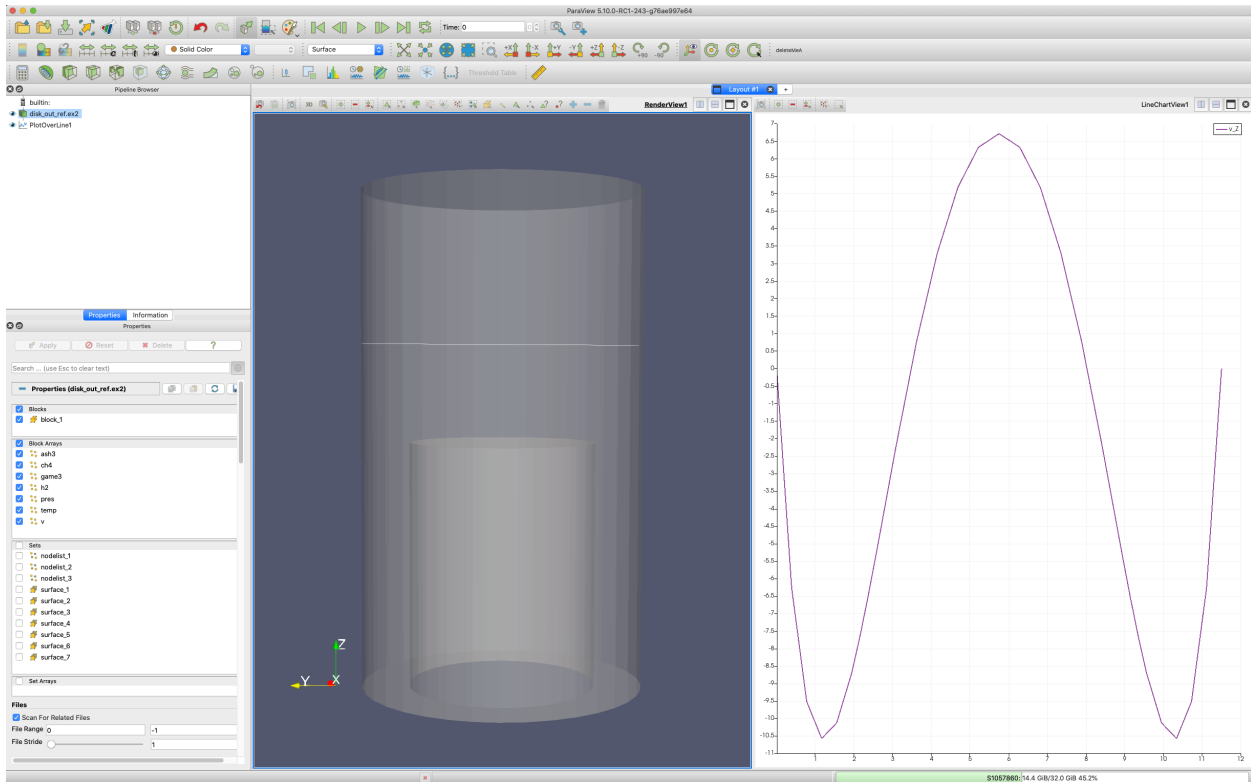 ParaView 5.10.0-RC1-243-g76ae997e64
Time: 0
0
Solid Color
Surface
+90
-90
deleteMeA
Threshold Table
Pipeline Browser
builtin:
disk_out_ref.ex2
PlotOverLine1
Properties
Information
Properties
Apply
Reset
Delete
?
Search ... (use Esc to clear text)
Properties (disk_out_ref.ex2)
Blocks
block_1
Block Arrays
ash3
ch4
game3
h2
pres
temp
v
Sets
nodelist_1
nodelist_2
nodelist_3
surface_1
surface_2
surface_3
surface_4
surface_5
surface_6
surface_7
Set Arrays
Files
Scan For Related Files
File Range 0 -1
File Stride 1
Layout #1
+
3D
RenderView1
Z
Y
X
LineChartView1
v_Z
7
6.5
6
5.5
5
4.5
4
3.5
3
2.5
2
1.5
1
0.5
0
-0.5
-1
-1.5
-2
-2.5
-3
-3.5
-4
-4.5
-5
-5.5
-6
-6.5
-7
-7.5
-8
-8.5
-9
-9.5
-10
-10.5
-11
1 2 3 4 5 6 7 8 9 10 11 12
S1057860: 14.4 GiB/32.0 GiB 45.2%